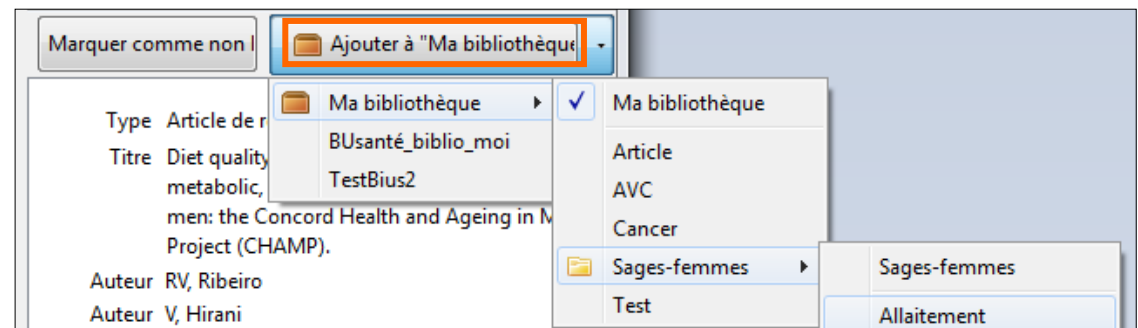 Marquer comme non l
Ajouter à "Ma bibliothèque
Ma bibliothèque
BUsanté_biblio_moi
TestBius2
Ma bibliothèque
Article
AVC
Cancer
Sages-femmes
Test
Sages-femmes
Allaitement
Type Article de r
Titre Diet quality
metabolic,
men: the Concord Health and Ageing in M
Project (CHAMP).
Auteur RV, Ribeiro
Auteur V, Hirani